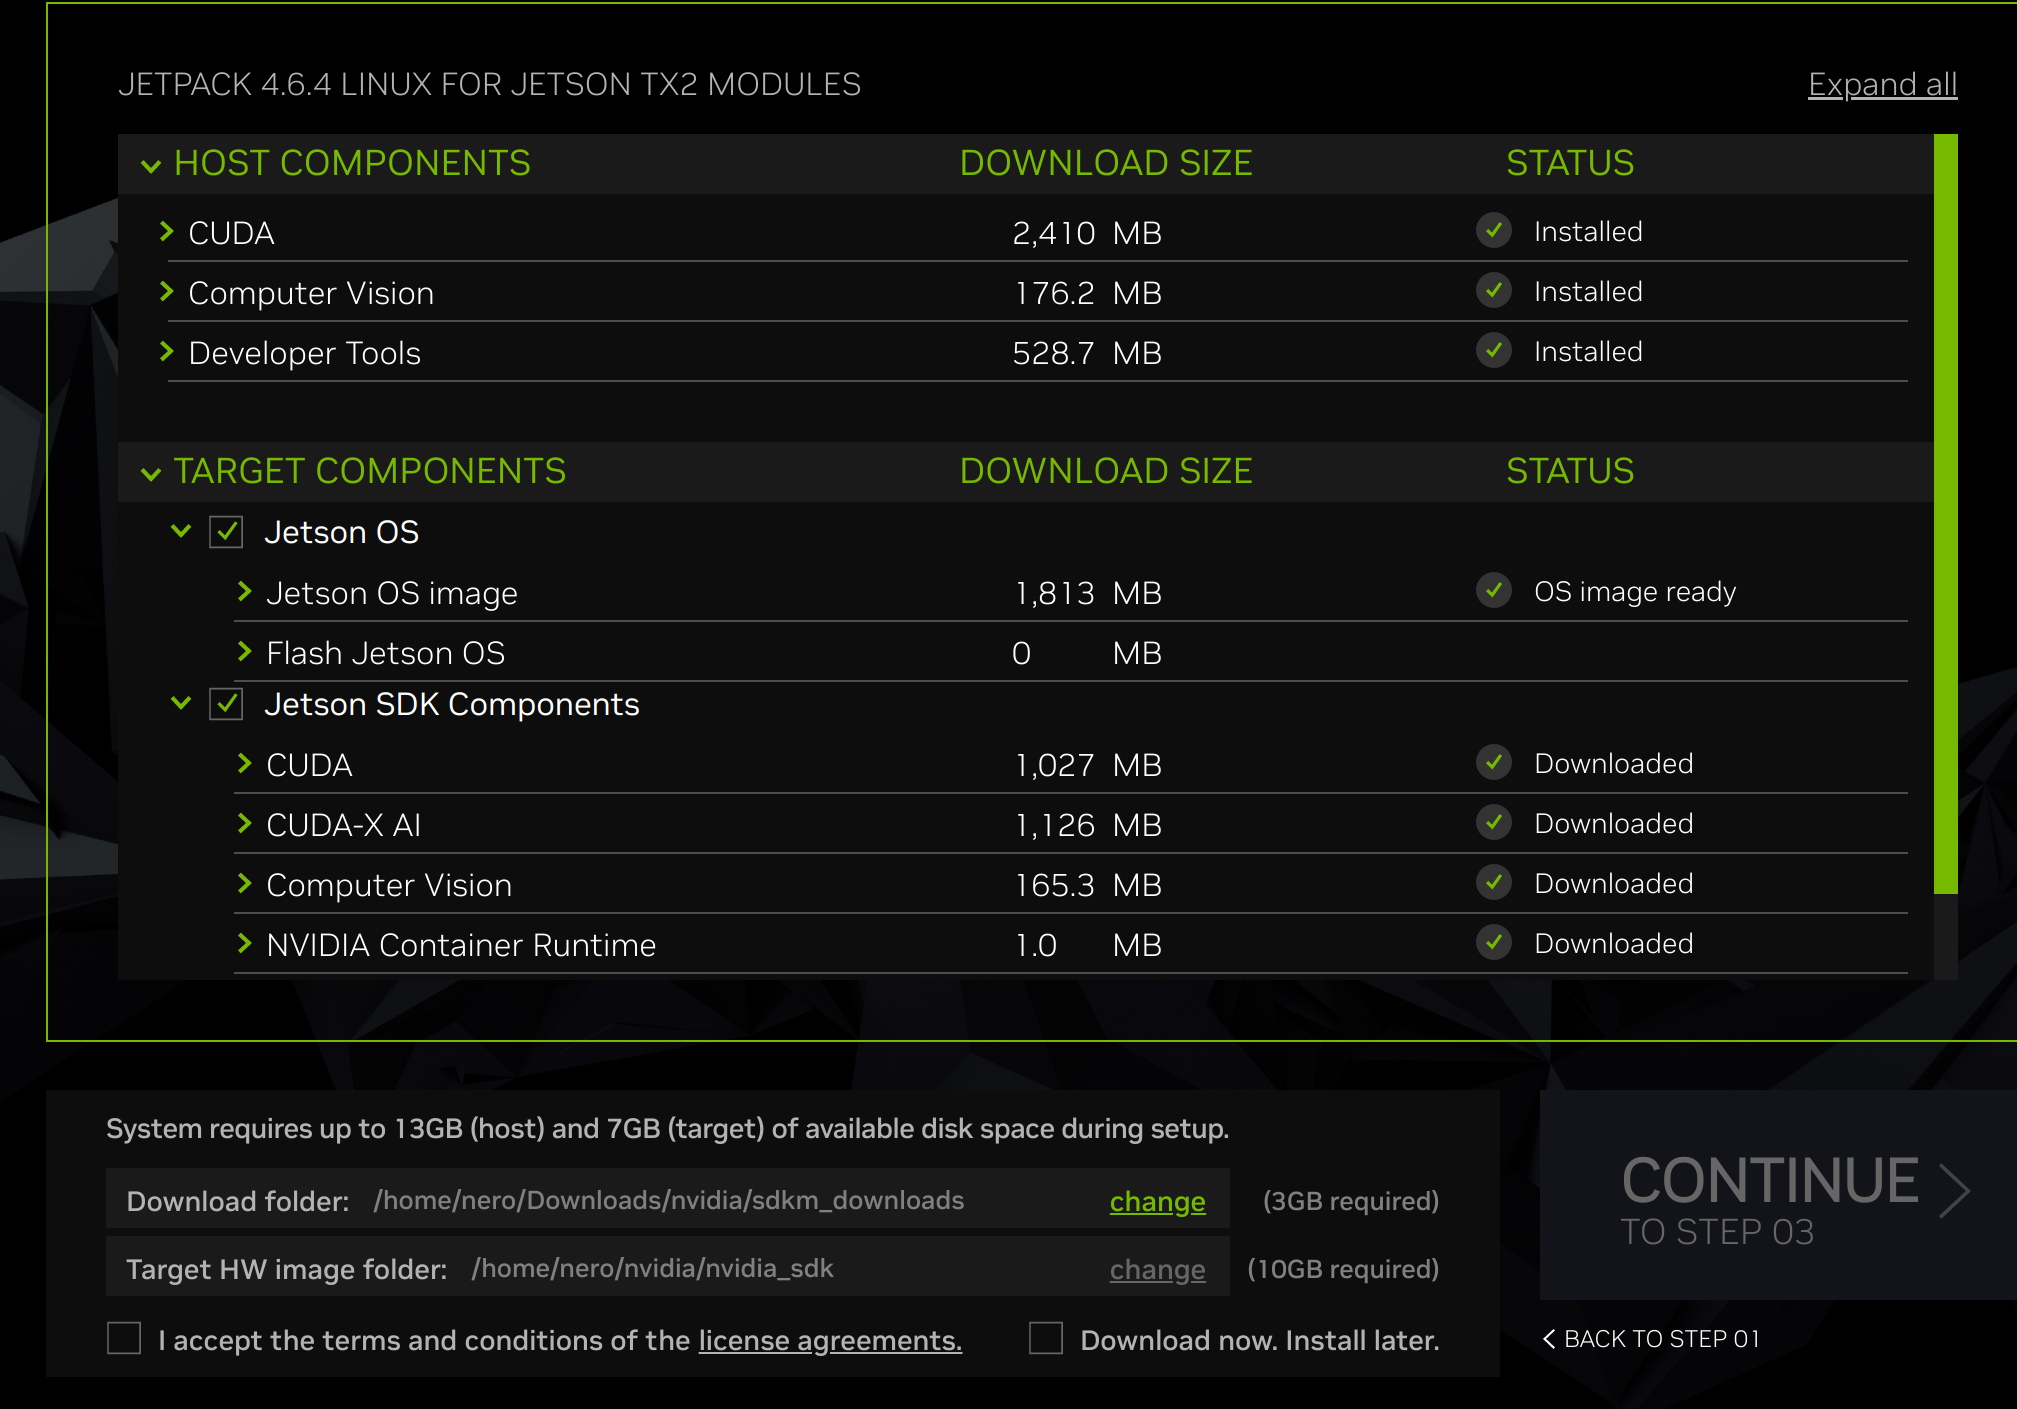 JETPACK 4.6.4 LINUX FOR JETSON TX2 MODULES Expand all
HOST COMPONENTS DOWNLOAD SIZE STATUS
CUDA 2,410 MB Installed
Computer Vision 176.2 MB Installed
Developer Tools 528.7 MB Installed
TARGET COMPONENTS DOWNLOAD SIZE STATUS
Jetson OS
Jetson OS image 1,813 MB OS image ready
Flash Jetson OS 0 MB
Jetson SDK Components
CUDA 1,027 MB Downloaded
CUDA-X AI 1,126 MB Downloaded
Computer Vision 165.3 MB Downloaded
NVIDIA Container Runtime 1.0 MB Downloaded
System requires up to 13GB (host) and 7GB (target) of available disk space during setup.
Download folder: /home/nero/Downloads/nvidia/sdkm_downloads change (3GB required)
Target HW image folder: /home/nero/nvidia/nvidia_sdk change (10GB required)
I accept the terms and conditions of the license agreements. Download now. Install later.
CONTINUE
TO STEP 03
BACK TO STEP 01